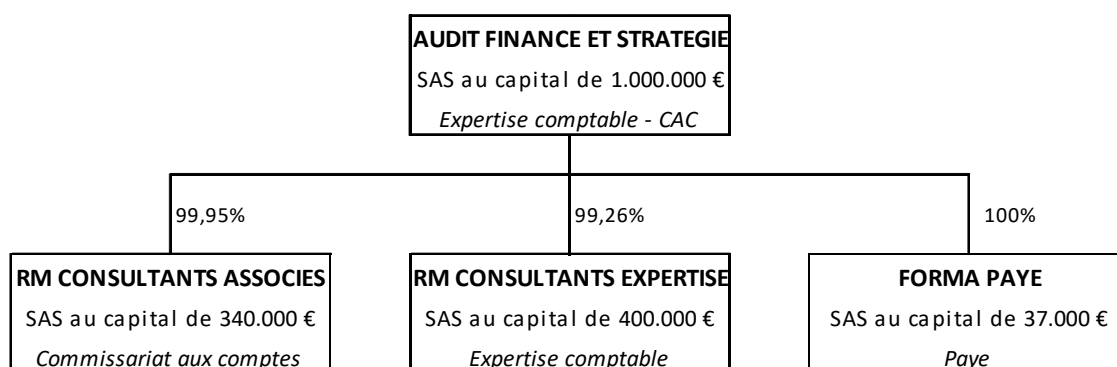 AUDIT FINANCE ET STRATEGIE
SAS au capital de 1.000.000 €
Expertise comptable - CAC
99,95%
99,26%
100%
RM CONSULTANTS ASSOCIES
SAS au capital de 340.000 €
Commissariat aux comptes
RM CONSULTANTS EXPERTISE
SAS au capital de 400.000 €
Expertise comptable
FORMA PAYE
SAS au capital de 37.000 €
Paye